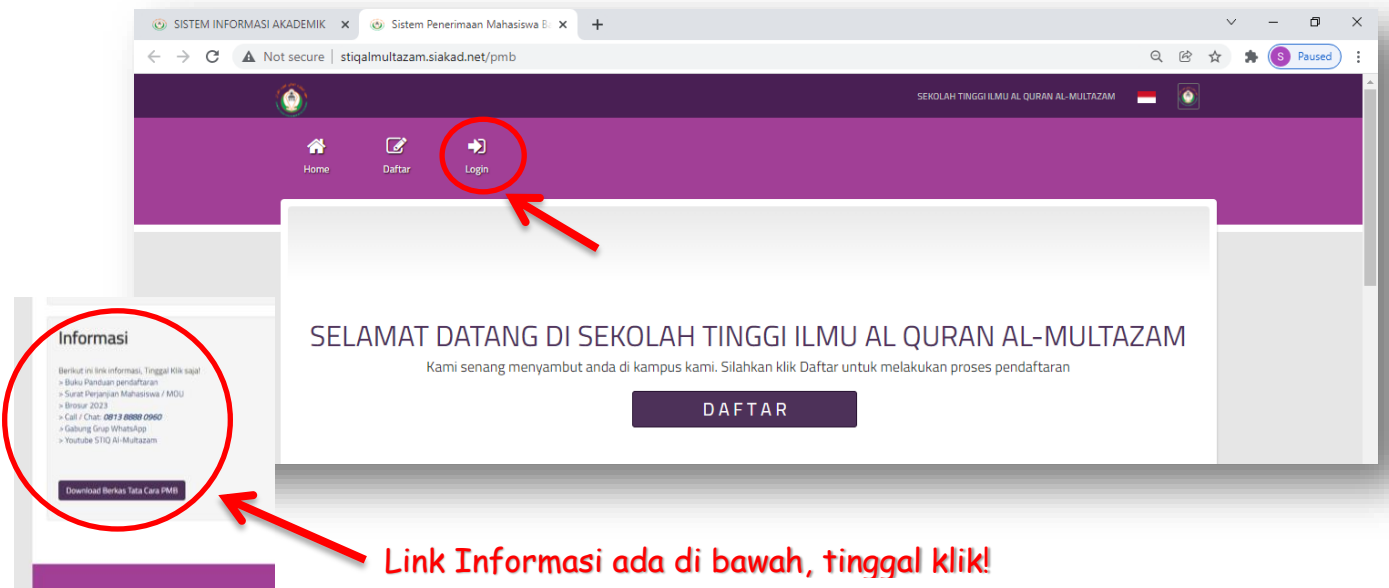 SISTEM INFORMASI AKADEMIK
Sistem Penerimaan Mahasiswa B
Not secure | stiqalmultazam.siakad.net/pmb
S Paused
SEKOLAH TINGGI ILMU AL QURAN AL-MULTAZAM
Home Daftar Login
SELAMAT DATANG DI SEKOLAH TINGGI ILMU AL QURAN AL-MULTAZAM
Kami senang menyambut anda di kampus kami. Silahkan klik Daftar untuk melakukan proses pendaftaran
DAFTAR
Informasi
Berikut ini link informasi, Tinggal Klik saja!
> Buku Panduan pendaftaran
> Surat Perjanjian Mahasiswa / MOU
> Brosur 2023
> Call / Chat: 0813 8888 0960
> Gabung Grup WhatsApp
> Youtube STIQ Al-Multazam
Download Berkas Tata Cara PMB
Link Informasi ada di bawah, tinggal klik!